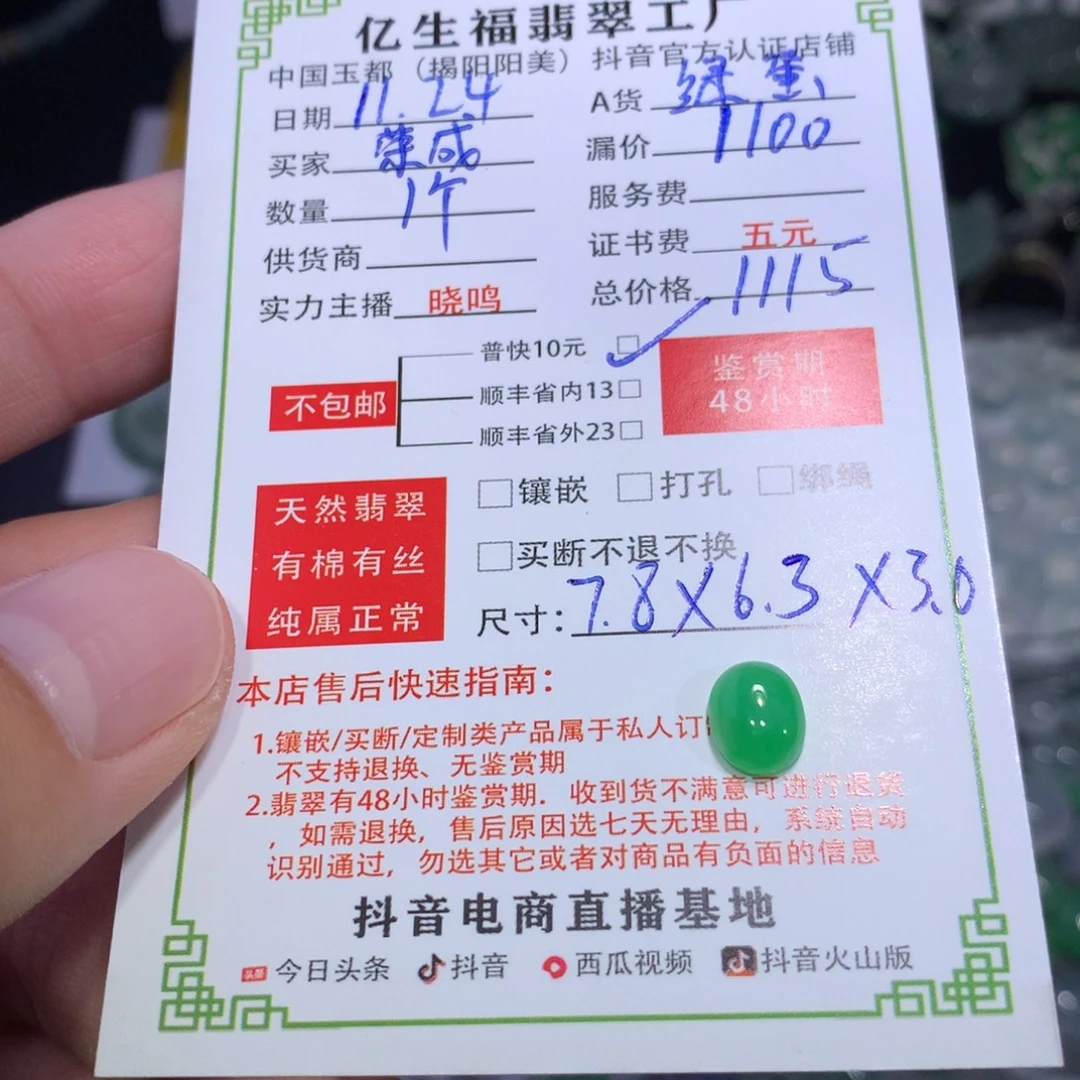 亿生福翡翠工厂
中国玉都（揭阳阳美）抖音官方认证店铺
日期 11.24 A货 绿蛋
买家 荣成 漏价 1100
数量 1个 服务费
供货商 证书费 五元
实力主播 晓鸣 总价格 1115
不包邮
普快10元
顺丰省内13
顺丰省外23
鉴赏期
48小时
天然翡翠
有棉有丝
纯属正常
镶嵌 打孔 绑绳
买断不退不换
尺寸：7.8X6.3X3.0
本店售后快速指南：
1.镶嵌/买断/定制类产品属于私人订
不支持退换、无鉴赏期
2.翡翠有48小时鉴赏期．收到货不满意可进行退货
，如需退换，售后原因选七天无理由，系统自动
识别通过，勿选其它或者对商品有负面的信息
抖音电商直播基地
头条 今日头条 抖音 西瓜视频 抖音火山版